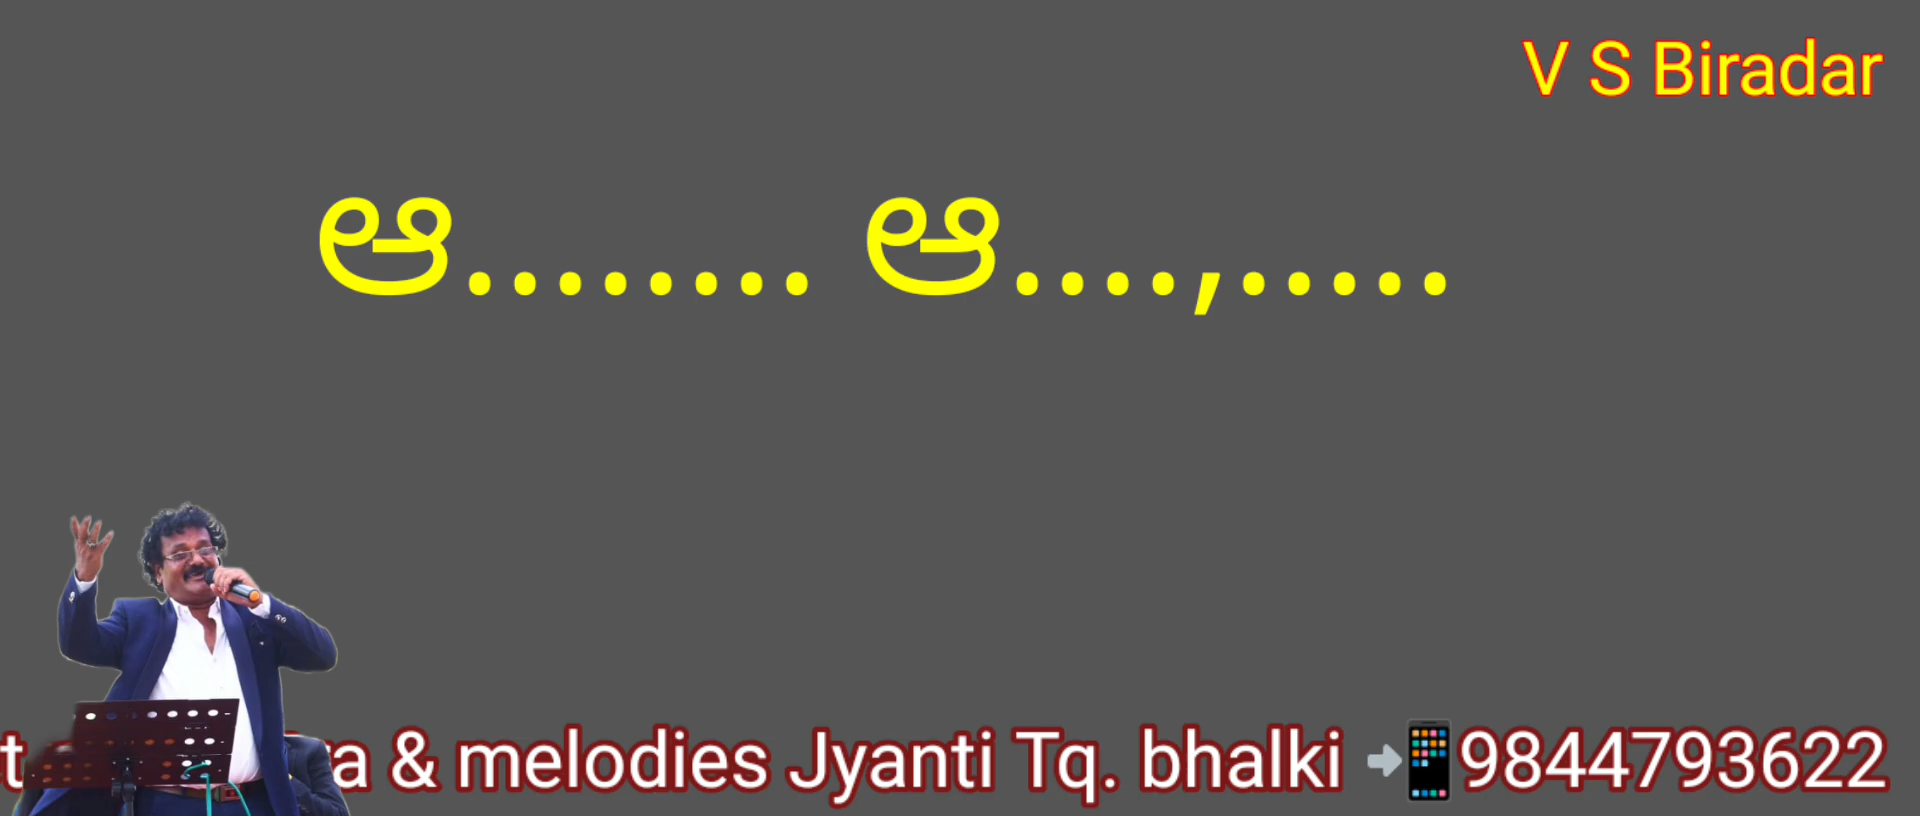 V S Biradar
ಆ........ ಆ....,.....
& melodies Jyanti Tq. bhalki 9844793622